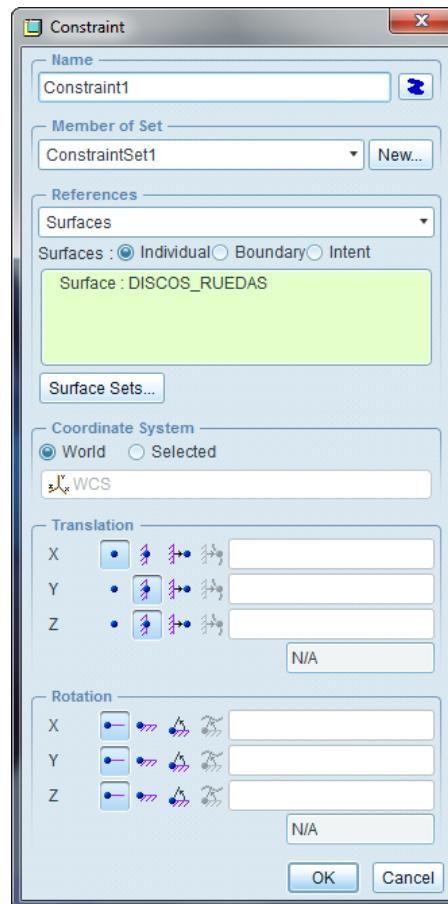 Constraint
Name
Constraint1
Member of Set
ConstraintSet1 New...
References
Surfaces
Surfaces : Individual Boundary Intent
Surface : DISCOS_RUEDAS
Surface Sets...
Coordinate System
World Selected
WCS
Translation
X
Y
Z
N/A
Rotation
X
Y
Z
N/A
OK Cancel